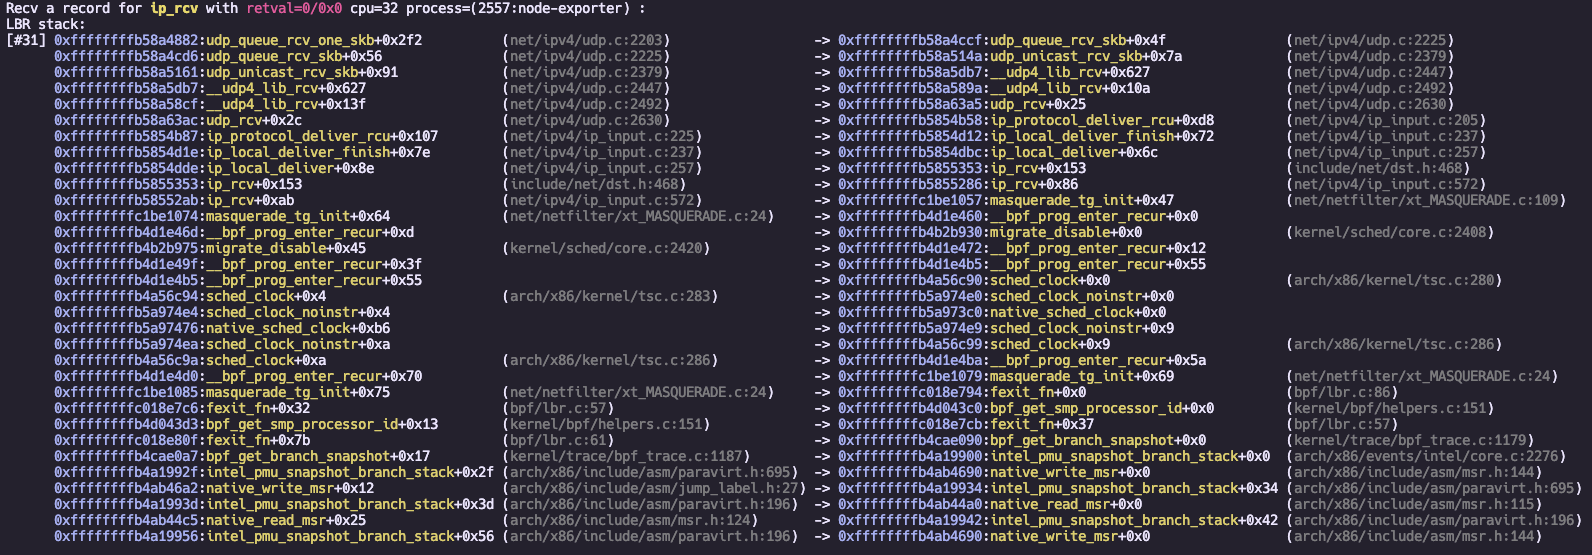 Recv a record for ip_rcv with retval=0/0x0 cpu=32 process=(2557:node-exporter) :
LBR stack:
[#31] 0xffffffffb58a4882:udp_queue_rcv_one_skb+0x2f2 (net/ipv4/udp.c:2203) -> 0xffffffffb58a4ccf:udp_queue_rcv_skb+0x4f (net/ipv4/udp.c:2225)
0xffffffffb58a4cd6:udp_queue_rcv_skb+0x56 (net/ipv4/udp.c:2225) -> 0xffffffffb58a514a:udp_unicast_rcv_skb+0x7a (net/ipv4/udp.c:2379)
0xffffffffb58a5161:udp_unicast_rcv_skb+0x91 (net/ipv4/udp.c:2379) -> 0xffffffffb58a5db7:__udp4_lib_rcv+0x627 (net/ipv4/udp.c:2447)
0xffffffffb58a5db7:__udp4_lib_rcv+0x627 (net/ipv4/udp.c:2447) -> 0xffffffffb58a589a:__udp4_lib_rcv+0x10a (net/ipv4/udp.c:2492)
0xffffffffb58a58cf:__udp4_lib_rcv+0x13f (net/ipv4/udp.c:2492) -> 0xffffffffb58a63a5:udp_rcv+0x25 (net/ipv4/udp.c:2630)
0xffffffffb58a63ac:udp_rcv+0x2c (net/ipv4/udp.c:2630) -> 0xffffffffb5854b58:ip_protocol_deliver_rcu+0xd8 (net/ipv4/ip_input.c:205)
0xffffffffb5854b87:ip_protocol_deliver_rcu+0x107 (net/ipv4/ip_input.c:225) -> 0xffffffffb5854d12:ip_local_deliver_finish+0x72 (net/ipv4/ip_input.c:237)
0xffffffffb5854d1e:ip_local_deliver_finish+0x7e (net/ipv4/ip_input.c:237) -> 0xffffffffb5854dbc:ip_local_deliver+0x6c (net/ipv4/ip_input.c:257)
0xffffffffb5854dde:ip_local_deliver+0x8e (net/ipv4/ip_input.c:257) -> 0xffffffffb5855353:ip_rcv+0x153 (include/net/dst.h:468)
0xffffffffb5855353:ip_rcv+0x153 (include/net/dst.h:468) -> 0xffffffffb5855286:ip_rcv+0x86 (net/ipv4/ip_input.c:572)
0xffffffffb58552ab:ip_rcv+0xab (net/ipv4/ip_input.c:572) -> 0xffffffffc1be1057:masquerade_tg_init+0x47 (net/netfilter/xt_MASQUERADE.c:109)
0xffffffffc1be1074:masquerade_tg_init+0x64 (net/netfilter/xt_MASQUERADE.c:24) -> 0xffffffffb4d1e460:__bpf_prog_enter_recur+0x0
0xffffffffb4d1e46d:__bpf_prog_enter_recur+0xd -> 0xffffffffb4b2b930:migrate_disable+0x0 (kernel/sched/core.c:2408)
0xffffffffb4b2b975:migrate_disable+0x45 (kernel/sched/core.c:2420) -> 0xffffffffb4d1e472:__bpf_prog_enter_recur+0x12
0xffffffffb4d1e49f:__bpf_prog_enter_recur+0x3f -> 0xffffffffb4d1e4b5:__bpf_prog_enter_recur+0x55
0xffffffffb4d1e4b5:__bpf_prog_enter_recur+0x55 -> 0xffffffffb4a56c90:sched_clock+0x0 (arch/x86/kernel/tsc.c:280)
0xffffffffb4a56c94:sched_clock+0x4 (arch/x86/kernel/tsc.c:283) -> 0xffffffffb5a974e0:sched_clock_noinstr+0x0
0xffffffffb5a974e4:sched_clock_noinstr+0x4 -> 0xffffffffb5a973c0:native_sched_clock+0x0
0xffffffffb5a97476:native_sched_clock+0xb6 -> 0xffffffffb5a974e9:sched_clock_noinstr+0x9
0xffffffffb5a974ea:sched_clock_noinstr+0xa -> 0xffffffffb4a56c99:sched_clock+0x9 (arch/x86/kernel/tsc.c:286)
0xffffffffb4a56c9a:sched_clock+0xa (arch/x86/kernel/tsc.c:286) -> 0xffffffffb4d1e4ba:__bpf_prog_enter_recur+0x5a
0xffffffffb4d1e4d0:__bpf_prog_enter_recur+0x70 -> 0xffffffffc1be1079:masquerade_tg_init+0x69 (net/netfilter/xt_MASQUERADE.c:24)
0xffffffffc1be1085:masquerade_tg_init+0x75 (net/netfilter/xt_MASQUERADE.c:24) -> 0xffffffffc018e794:fexit_fn+0x0 (bpf/lbr.c:86)
0xffffffffc018e7c6:fexit_fn+0x32 (bpf/lbr.c:57) -> 0xffffffffb4d043c0:bpf_get_smp_processor_id+0x0 (kernel/bpf/helpers.c:151)
0xffffffffb4d043d3:bpf_get_smp_processor_id+0x13 (kernel/bpf/helpers.c:151) -> 0xffffffffc018e7cb:fexit_fn+0x37 (bpf/lbr.c:57)
0xffffffffc018e80f:fexit_fn+0x7b (bpf/lbr.c:61) -> 0xffffffffb4cae090:bpf_get_branch_snapshot+0x0 (kernel/trace/bpf_trace.c:1179)
0xffffffffb4cae0a7:bpf_get_branch_snapshot+0x17 (kernel/trace/bpf_trace.c:1187) -> 0xffffffffb4a19900:intel_pmu_snapshot_branch_stack+0x0 (arch/x86/events/intel/core.c:2276)
0xffffffffb4a1992f:intel_pmu_snapshot_branch_stack+0x2f (arch/x86/include/asm/paravirt.h:695) -> 0xffffffffb4ab4690:native_write_msr+0x0 (arch/x86/include/asm/msr.h:144)
0xffffffffb4ab46a2:native_write_msr+0x12 (arch/x86/include/asm/jump_label.h:27) -> 0xffffffffb4a19934:intel_pmu_snapshot_branch_stack+0x34 (arch/x86/include/asm/paravirt.h:695)
0xffffffffb4a1993d:intel_pmu_snapshot_branch_stack+0x3d (arch/x86/include/asm/paravirt.h:196) -> 0xffffffffb4ab44a0:native_read_msr+0x0 (arch/x86/include/asm/msr.h:115)
0xffffffffb4ab44c5:native_read_msr+0x25 (arch/x86/include/asm/msr.h:124) -> 0xffffffffb4a19942:intel_pmu_snapshot_branch_stack+0x42 (arch/x86/include/asm/paravirt.h:196)
0xffffffffb4a19956:intel_pmu_snapshot_branch_stack+0x56 (arch/x86/include/asm/paravirt.h:196) -> 0xffffffffb4ab4690:native_write_msr+0x0 (arch/x86/include/asm/msr.h:144)